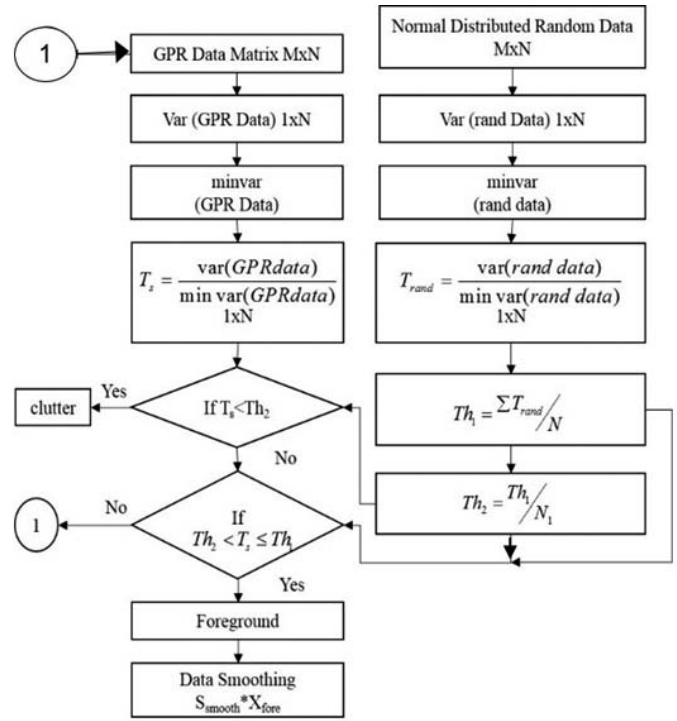 1
GPR Data Matrix MxN
Var (GPR Data) 1xN
minvar
(GPR Data)
T_s = var(GPRdata) / min var(GPRdata)
1xN
If T_s<Th_2
Yes
clutter
No
If
Th_2 < T_s ≤ Th_1
No
1
Yes
Foreground
Data Smoothing
S_smooth*X_fore
Normal Distributed Random Data
MxN
Var (rand Data) 1xN
minvar
(rand data)
T_rand = var(rand data) / min var(rand data)
1xN
Th_1 = ΣT_rand / N
Th_2 = Th_1 / N_1